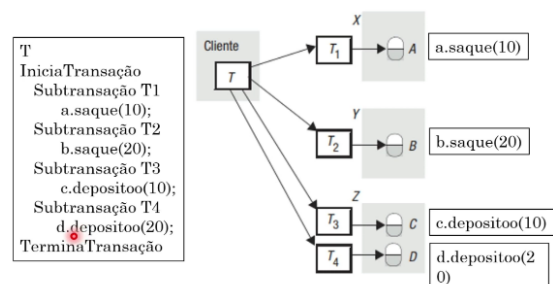 T
IniciaTransação
Subtransação T1
a.saque(10);
Subtransação T2
b.saque(20);
Subtransação T3
c.depositoo(10);
Subtransação T4
d.depositoo(20);
TerminaTransação
Cliente
T
X
T1
A
a.saque(10)
Y
T2
B
b.saque(20)
Z
T3
C
c.depositoo(10)
T4
D
d.depositoo(2
0)